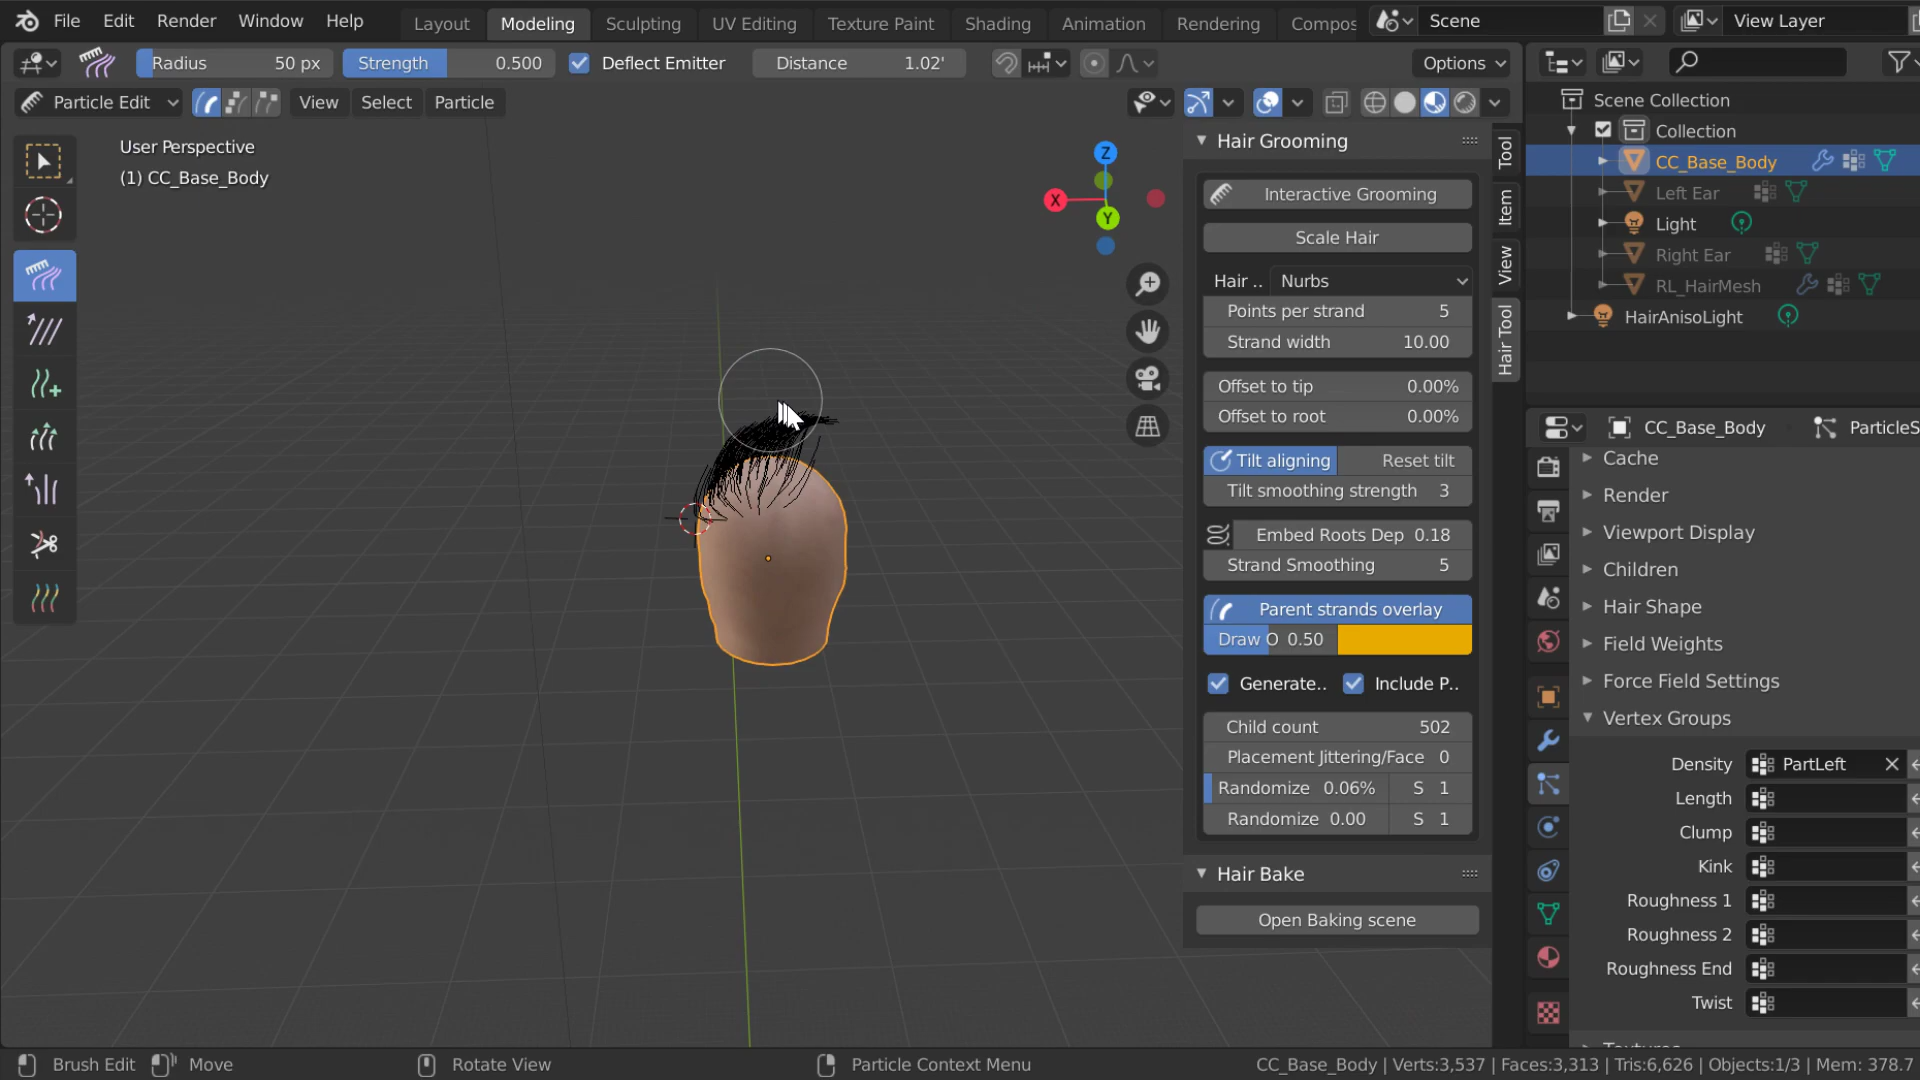 File Edit Render Window Help Layout Modeling Sculpting UV Editing Texture Paint Shading Animation Rendering Compos Scene View Layer
Radius 50 px Strength 0.500 Deflect Emitter Distance 1.02' Options
Particle Edit View Select Particle
User Perspective
(1) CC_Base_Body
Z
X
Y
Hair Grooming
Interactive Grooming
Scale Hair
Hair .. Nurbs
Points per strand 5
Strand width 10.00
Offset to tip 0.00%
Offset to root 0.00%
Tilt aligning Reset tilt
Tilt smoothing strength 3
Embed Roots Dep 0.18
Strand Smoothing 5
Parent strands overlay
Draw O 0.50
Generate.. Include P..
Child count 502
Placement Jittering/Face 0
Randomize 0.06% S 1
Randomize 0.00 S 1
Hair Bake
Open Baking scene
Tool
Item
View
Hair Tool
Scene Collection
Collection
CC_Base_Body
Left Ear
Light
Right Ear
RL_HairMesh
HairAnisoLight
CC_Base_Body ParticleS
Cache
Render
Viewport Display
Children
Hair Shape
Field Weights
Force Field Settings
Vertex Groups
Density PartLeft
Length
Clump
Kink
Roughness 1
Roughness 2
Roughness End
Twist
Brush Edit Move Rotate View Particle Context Menu CC_Base_Body | Verts:3,537 | Faces:3,313 | Tris:6,626 | Objects:1/3 | Mem: 378.7